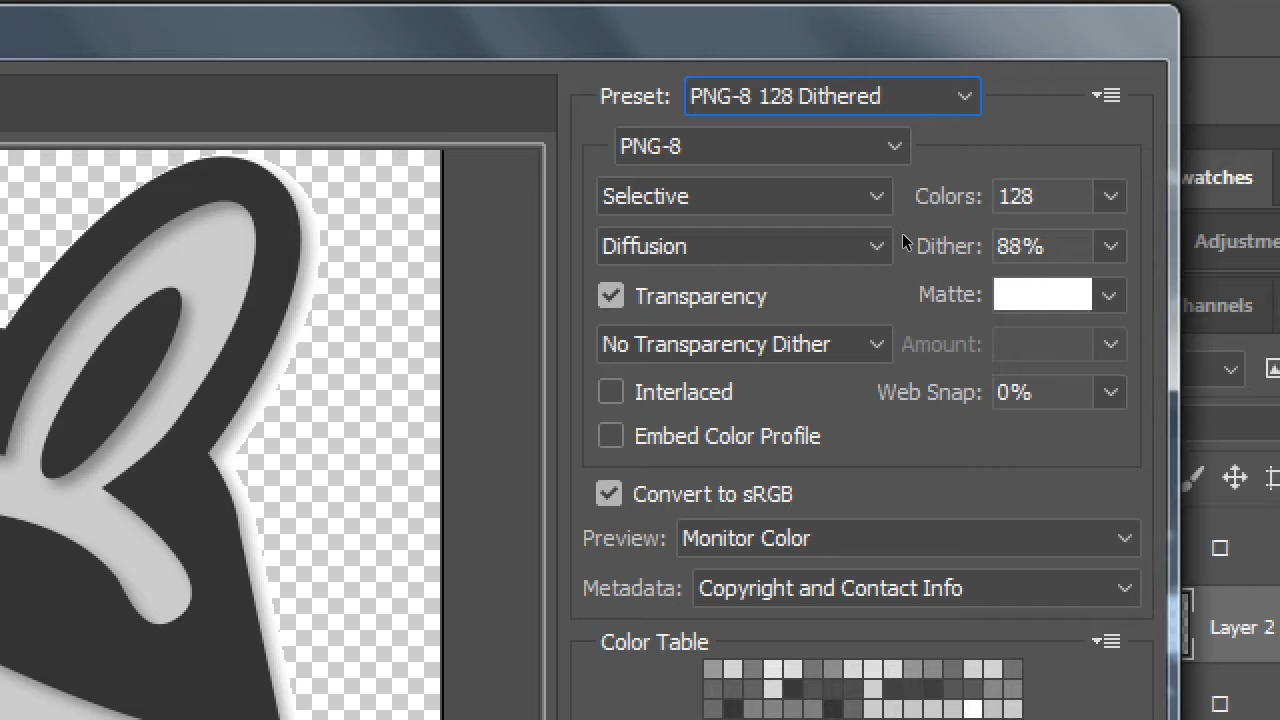 Preset: PNG-8 128 Dithered
PNG-8
Selective Colors: 128
Diffusion Dither: 88%
Transparency Matte:
No Transparency Dither Amount:
Interlaced Web Snap: 0%
Embed Color Profile
Convert to sRGB
Preview: Monitor Color
Metadata: Copyright and Contact Info
Color Table
watches
Adjustme
hannels
Layer 2